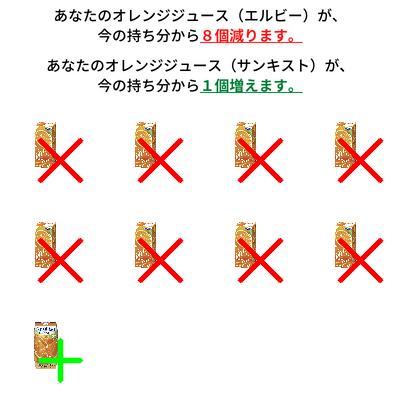 あなたのオレンジジュース（エルビー）が、
今の持ち分から８個減ります。
あなたのオレンジジュース（サンキスト）が、
今の持ち分から１個増えます。